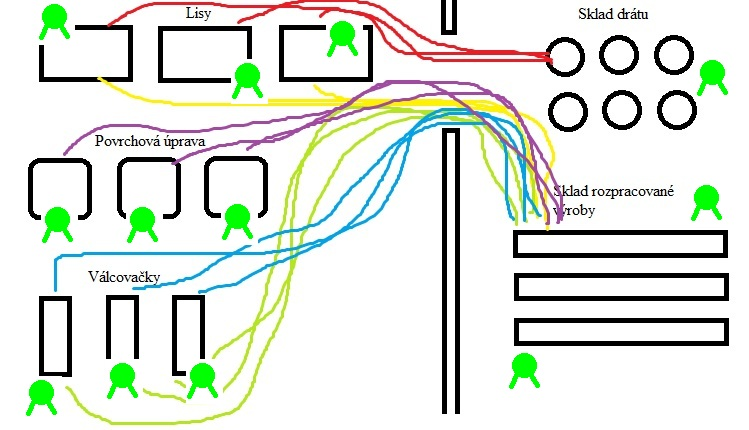 Lisy
Sklad drátu
Povrchová úprava
Sklad rozpracované
výroby
Válcovačky